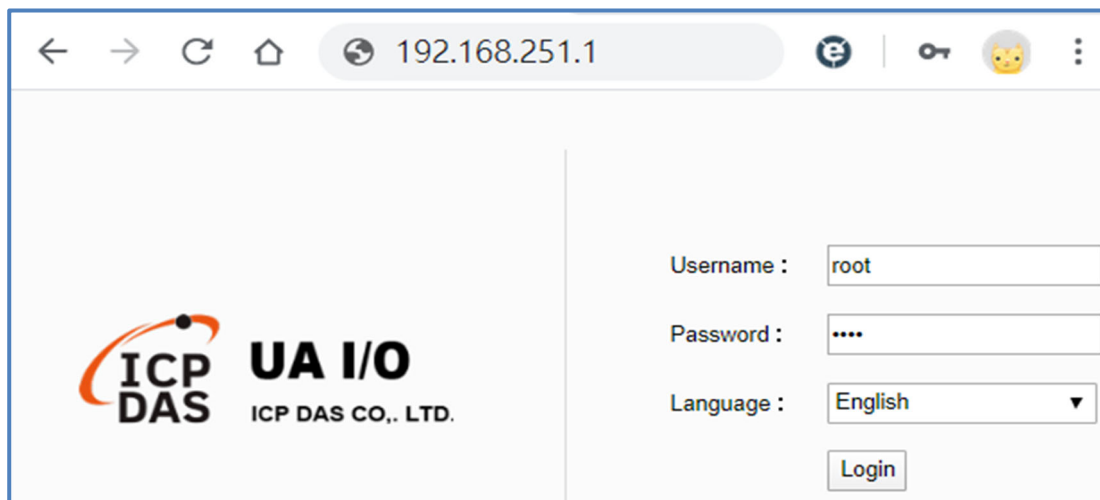 192.168.251.1
Username :
root
Password :
••••
Language :
English
Login
ICP
DAS
UA I/O
ICP DAS CO,. LTD.